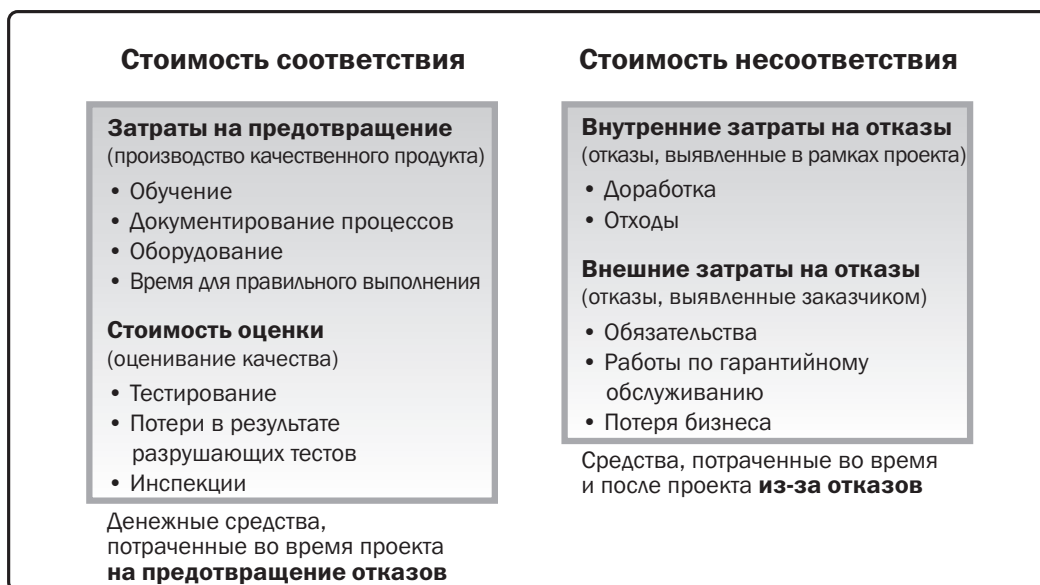 Стоимость соответствия
Затраты на предотвращение
(производство качественного продукта)
• Обучение
• Документирование процессов
• Оборудование
• Время для правильного выполнения
Стоимость оценки
(оценивание качества)
• Тестирование
• Потери в результате
разрушающих тестов
• Инспекции
Денежные средства,
потраченные во время проекта
на предотвращение отказов
Стоимость несоответствия
Внутренние затраты на отказы
(отказы, выявленные в рамках проекта)
• Доработка
• Отходы
Внешние затраты на отказы
(отказы, выявленные заказчиком)
• Обязательства
• Работы по гарантийному
обслуживанию
• Потеря бизнеса
Средства, потраченные во время
и после проекта из-за отказов